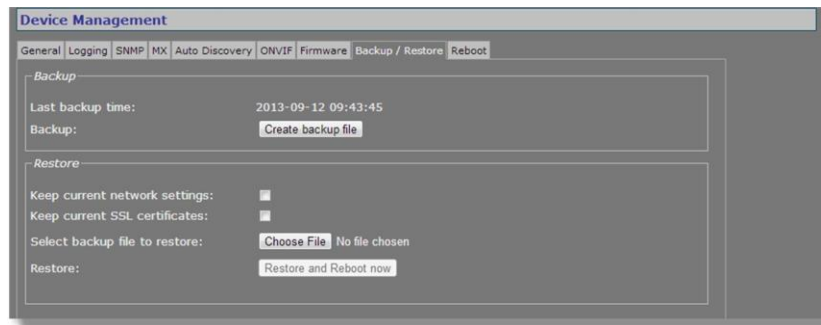 Device Management
General Logging SNMP MX Auto Discovery ONVIF Firmware Backup / Restore Reboot
Backup
Last backup time: 2013-09-12 09:43:45
Backup: Create backup file
Restore
Keep current network settings:
Keep current SSL certificates:
Select backup file to restore: Choose File No file chosen
Restore: Restore and Reboot now